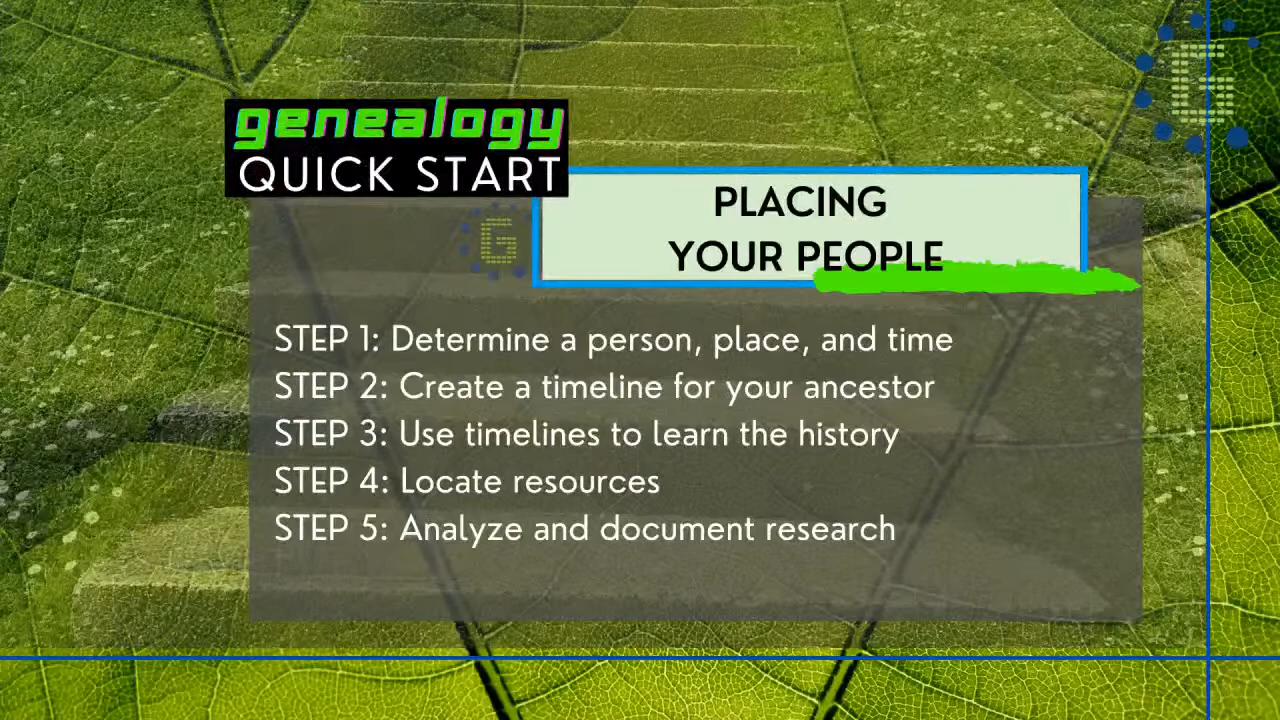 genealogy
QUICK START
G
G
PLACING
YOUR PEOPLE
STEP 1: Determine a person, place, and time
STEP 2: Create a timeline for your ancestor
STEP 3: Use timelines to learn the history
STEP 4: Locate resources
STEP 5: Analyze and document research